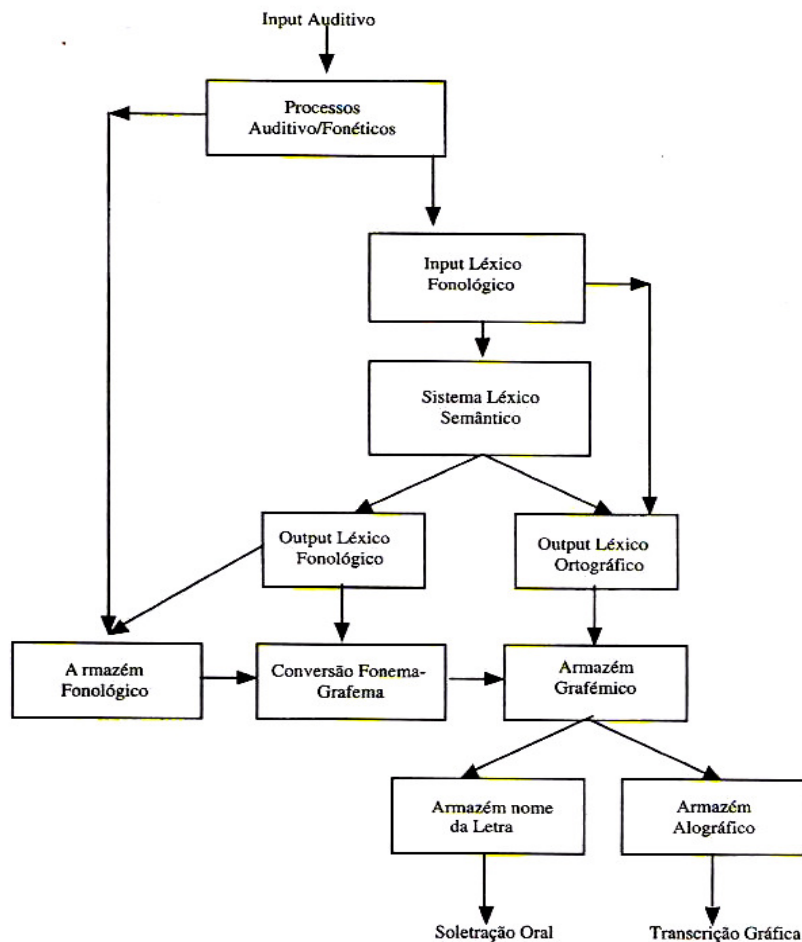 Input Auditivo
Processos
Auditivo/Fonéticos
Input Léxico
Fonológico
Sistema Léxico
Semântico
Output Léxico
Fonológico
Output Léxico
Ortográfico
A rmazém
Fonológico
Conversão Fonema-
Grafema
Armazém
Grafémico
Armazém nome
da Letra
Armazém
Alográfico
Soletração Oral
Transcrição Gráfica